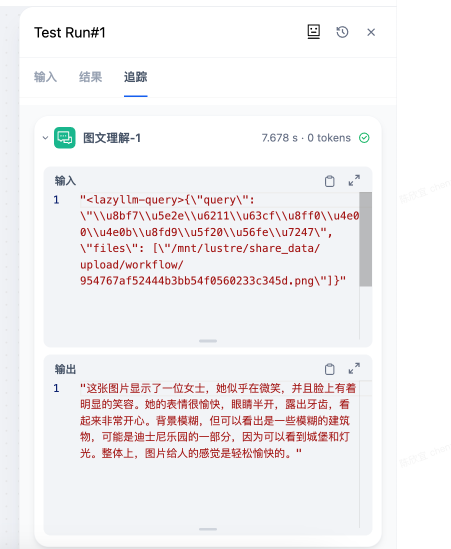 Test Run#1
输入 结果 追踪
图文理解-1 7.678 s · 0 tokens
输入
1 "<lazyllm-query>{\"query\":
\"\\u8bf7\\u5e2e\\u6211\\u63cf\\u8ff0\\u4e0
0\\u4e0b\\u8fd9\\u5f20\\u56fe\\u7247\",
\"files\": [\"/mnt/lustre/share_data/
upload/workflow/
954767af52444b3bb54f0560233c345d.png\"]}"
输出
1 "这张图片显示了一位女士，她似乎在微笑，并且脸上有着
明显的笑容。她的表情很愉快，眼睛半开，露出牙齿，看
起来非常开心。背景模糊，但可以看出是一些模糊的建筑
物，可能是迪士尼乐园的一部分，因为可以看到城堡和灯
光。整体上，图片给人的感觉是轻松愉快的。"